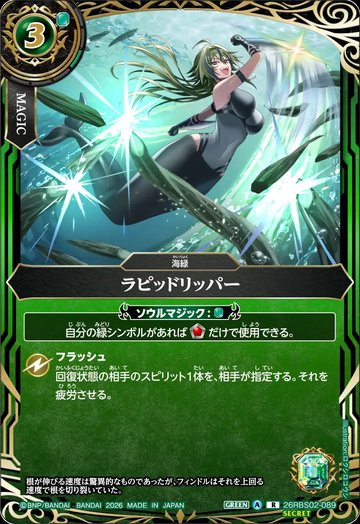 3
MAGIC
かいりょく
海緑
ラピッドリッパー
ソウルマジック:
自分の緑シンボルがあれば だけで使用できる。
フラッシュ
回復状態の相手のスピリット1体を、相手が指定する。それを
疲労させる。
根が伸びる速度は驚異的なものであったが、フィンドルはそれを上回る
速度で根を切り裂いていた。
©BNP/BANDAI ©BANDAI 2026 MADE IN JAPAN
GREEN A R 26RBS02-089
SECRET